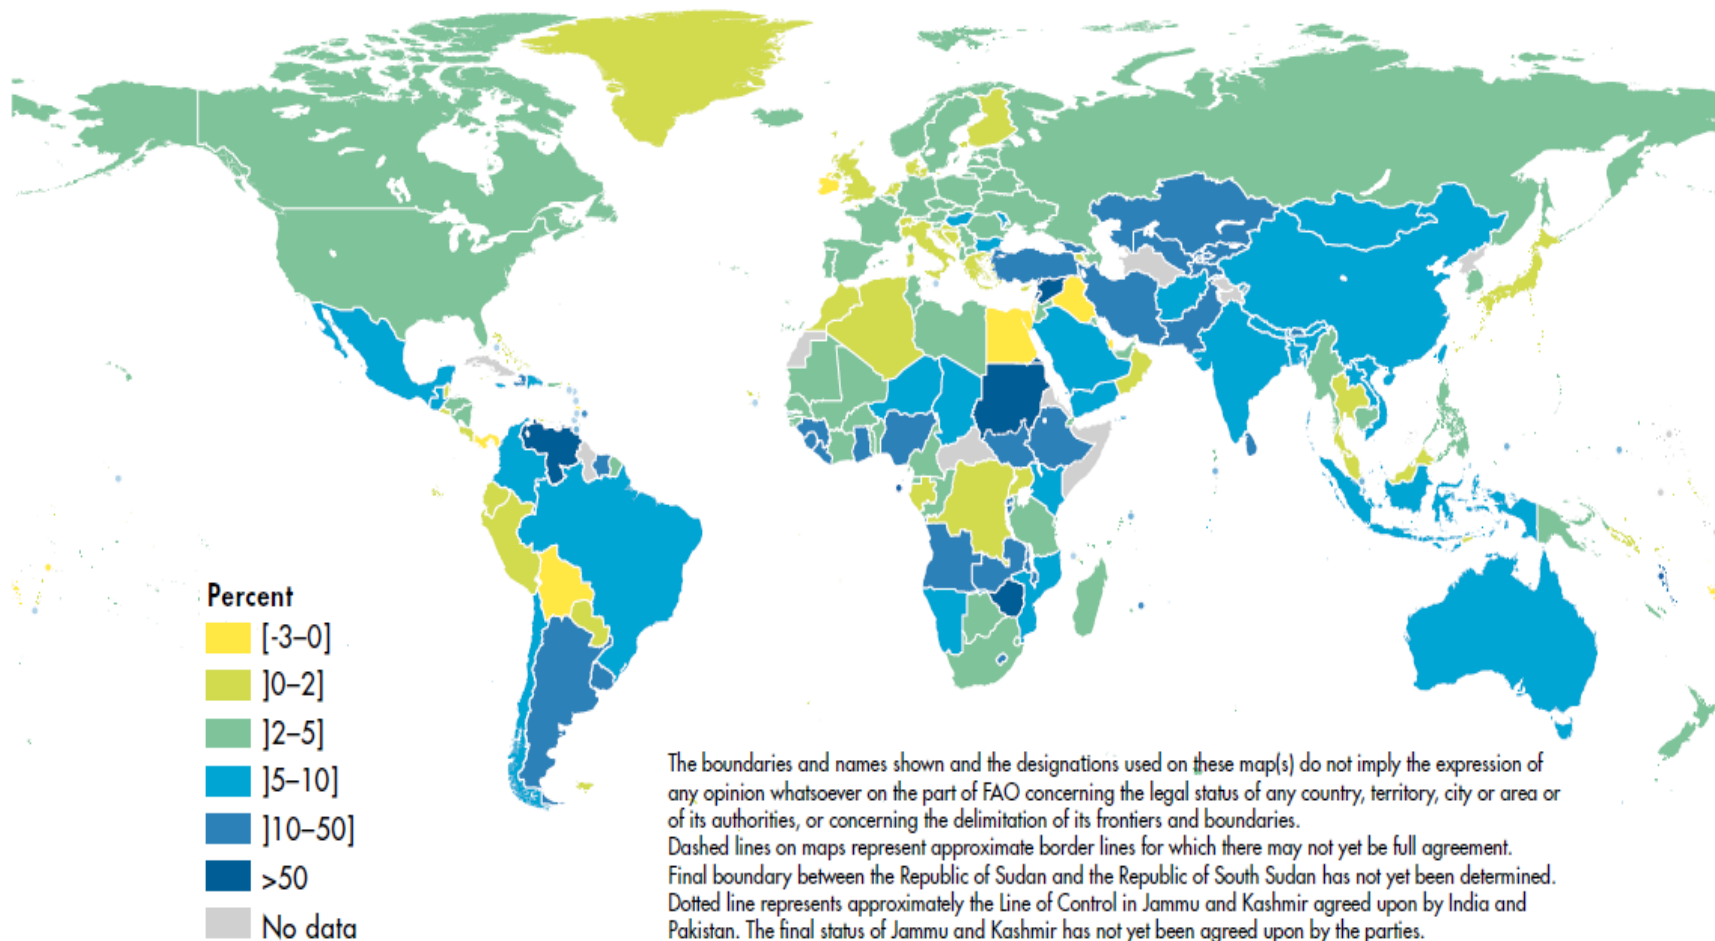 Percent
[-3–0]
]0–2]
]2–5]
]5–10]
]10–50]
>50
No data
The boundaries and names shown and the designations used on these map(s) do not imply the expression of
any opinion whatsoever on the part of FAO concerning the legal status of any country, territory, city or area or
of its authorities, or concerning the delimitation of its frontiers and boundaries.
Dashed lines on maps represent approximate border lines for which there may not yet be full agreement.
Final boundary between the Republic of Sudan and the Republic of South Sudan has not yet been determined.
Dotted line represents approximately the Line of Control in Jammu and Kashmir agreed upon by India and
Pakistan. The final status of Jammu and Kashmir has not yet been agreed upon by the parties.